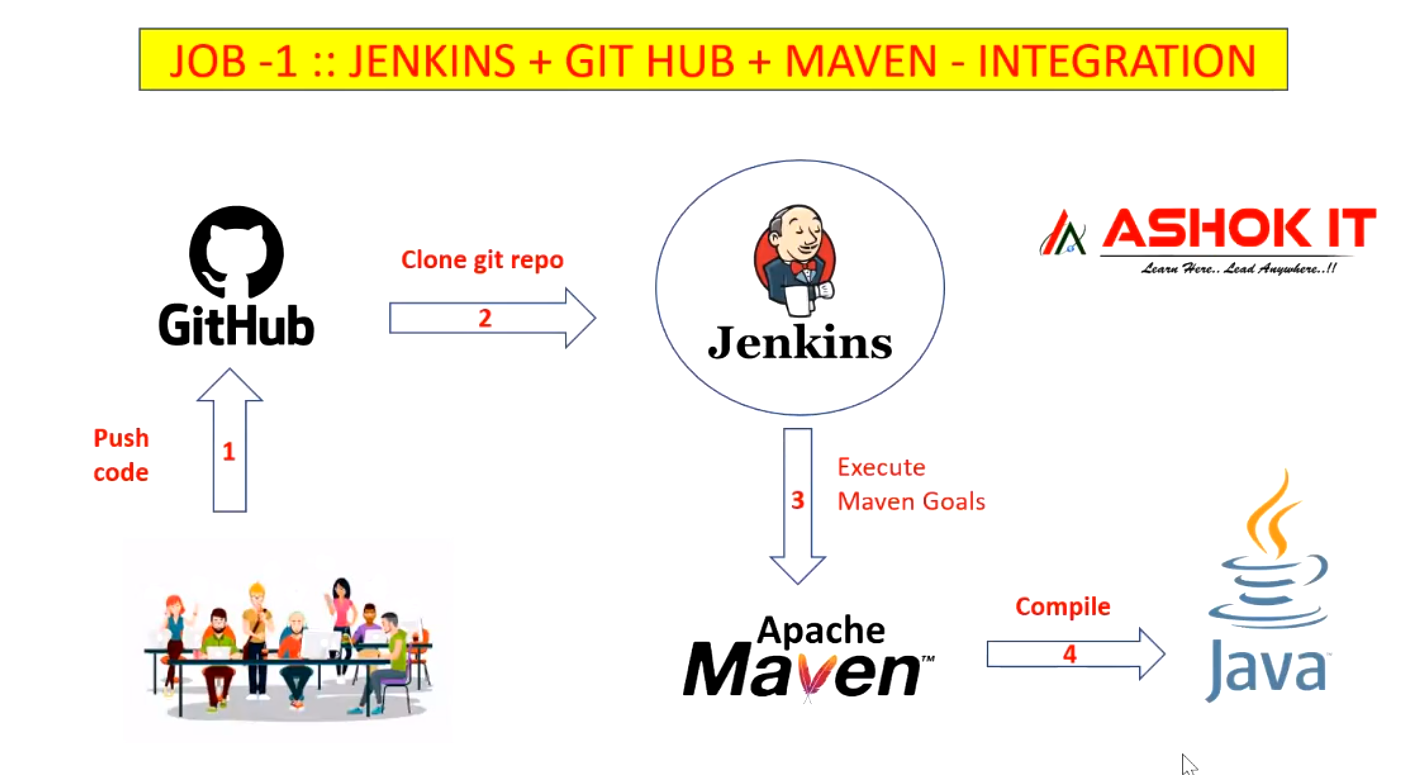 JOB -1 :: JENKINS + GIT HUB + MAVEN - INTEGRATION
ASHOK IT
Learn Here.. Lead Anywhere..!!
GitHub
Clone git repo
2
Jenkins
Push
code
1
3
Execute
Maven Goals
Apache
Maven™
Compile
4
Java™